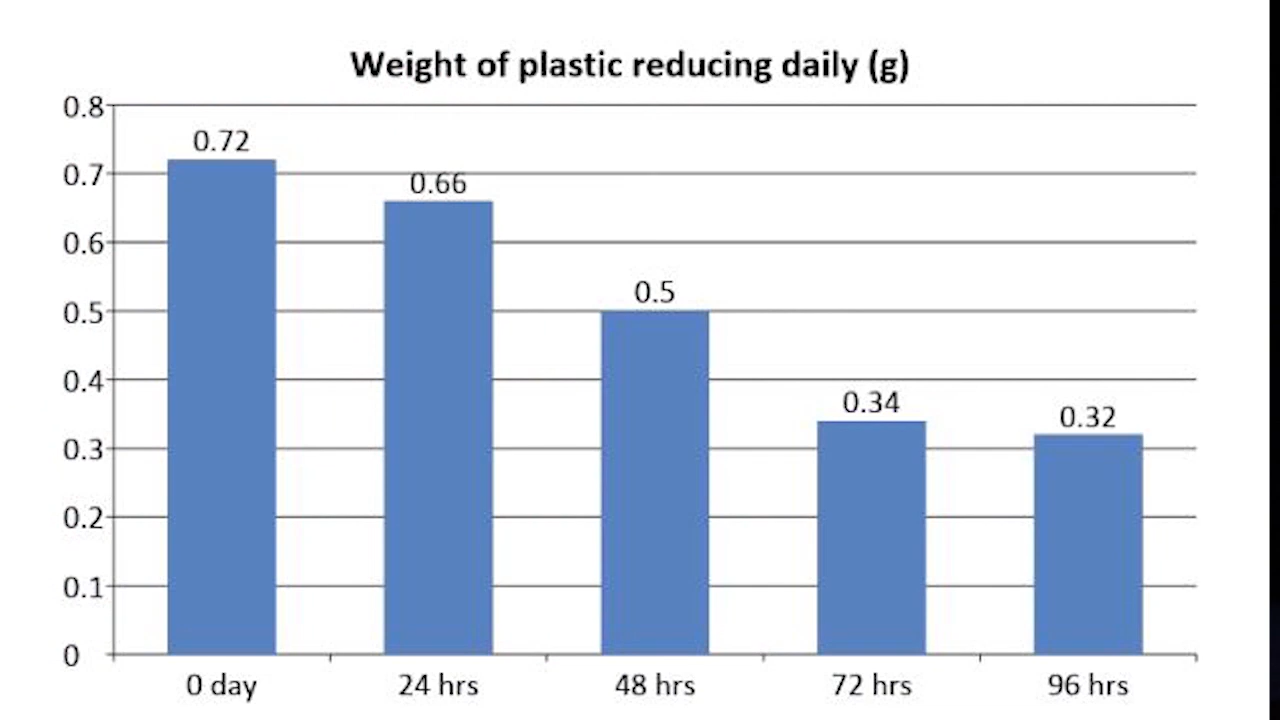 Weight of plastic reducing daily (g)
0.8
0.7
0.6
0.5
0.4
0.3
0.2
0.1
0
0.72
0.66
0.5
0.34
0.32
0 day
24 hrs
48 hrs
72 hrs
96 hrs